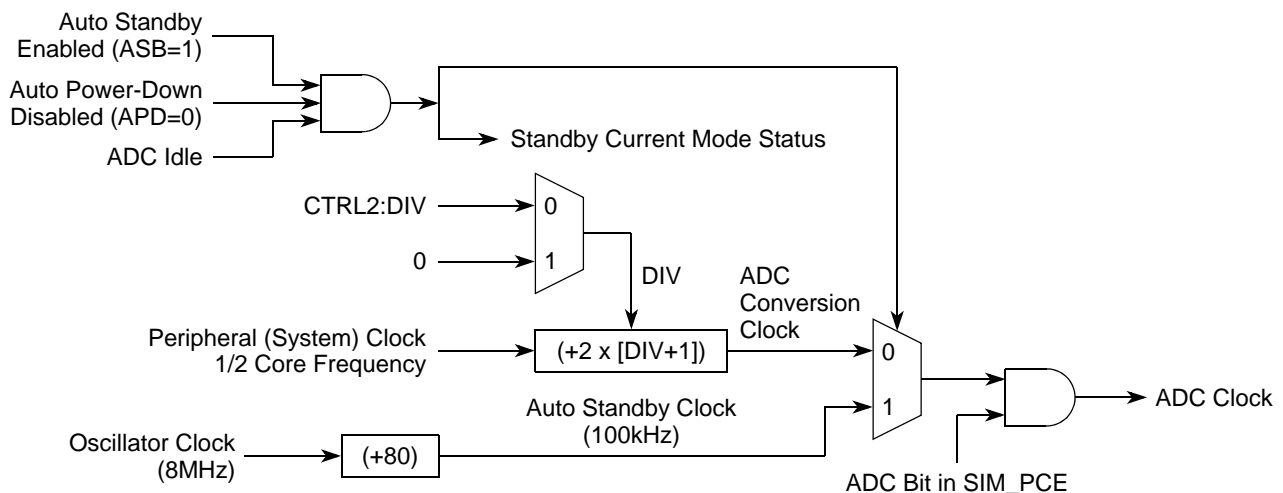 Auto Standby
Enabled (ASB=1)
Auto Power-Down
Disabled (APD=0)
ADC Idle
Standby Current Mode Status
CTRL2:DIV
0
0
1
DIV
ADC
Conversion
Clock
Peripheral (System) Clock
1/2 Core Frequency
(+2 x [DIV+1])
0
1
Auto Standby Clock
(100kHz)
ADC Clock
Oscillator Clock
(8MHz)
(+80)
ADC Bit in SIM_PCE